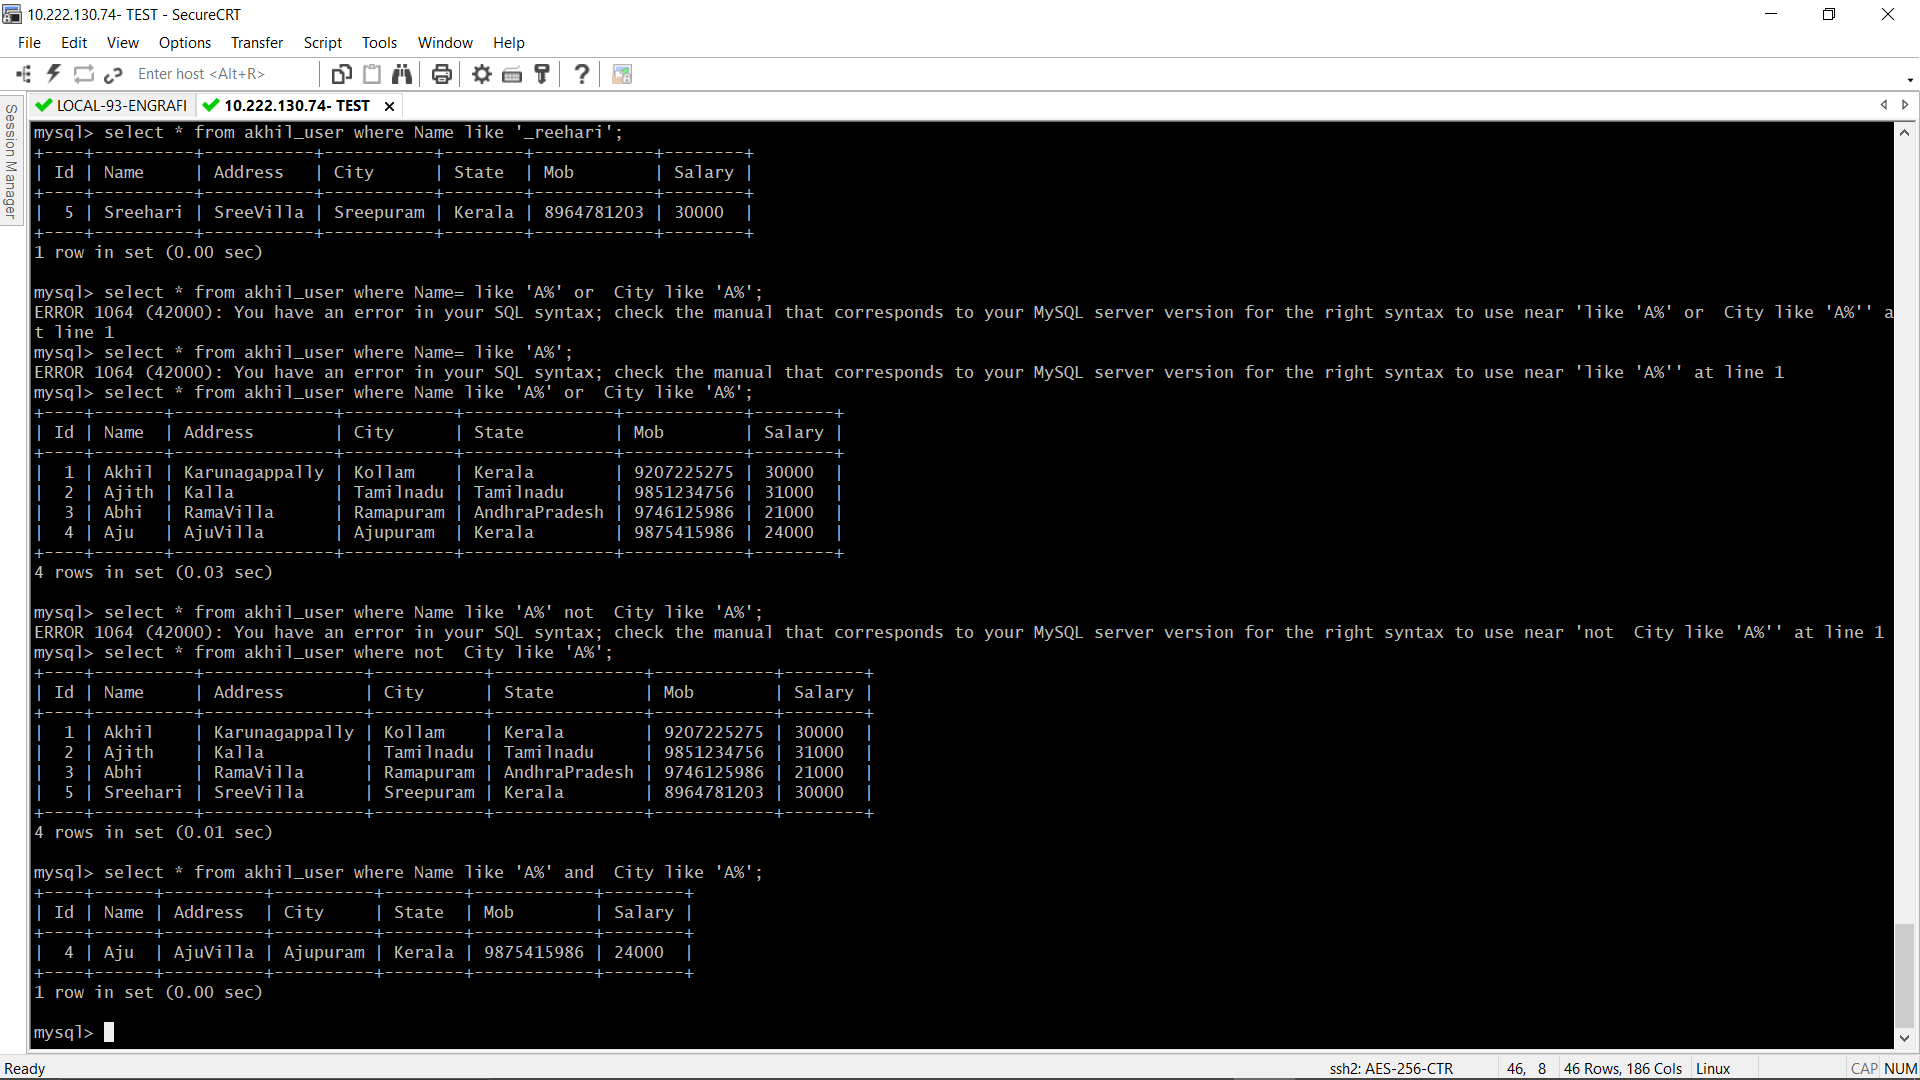 10.222.130.74- TEST - SecureCRT
File Edit View Options Transfer Script Tools Window Help
Enter host <Alt+R>
LOCAL-93-ENGRAFI 10.222.130.74- TEST
Session Manager
mysql> select * from akhil_user where Name like '_reehari';
+----+----------+-----------+-----------+--------+------------+--------+
| Id | Name     | Address   | City      | State  | Mob        | Salary |
+----+----------+-----------+-----------+--------+------------+--------+
|  5 | Sreehari | SreeVilla | Sreepuram | Kerala | 8964781203 | 30000  |
+----+----------+-----------+-----------+--------+------------+--------+
1 row in set (0.00 sec)
mysql> select * from akhil_user where Name= like 'A%' or  City like 'A%';
ERROR 1064 (42000): You have an error in your SQL syntax; check the manual that corresponds to your MySQL server version for the right syntax to use near 'like 'A%' or  City like 'A%'' a
t line 1
mysql> select * from akhil_user where Name= like 'A%';
ERROR 1064 (42000): You have an error in your SQL syntax; check the manual that corresponds to your MySQL server version for the right syntax to use near 'like 'A%'' at line 1
mysql> select * from akhil_user where Name like 'A%' or  City like 'A%';
+----+-------+----------------+-----------+---------------+------------+--------+
| Id | Name  | Address        | City      | State         | Mob        | Salary |
+----+-------+----------------+-----------+---------------+------------+--------+
|  1 | Akhil | Karunagappally | Kollam    | Kerala        | 9207225275 | 30000  |
|  2 | Ajith | Kalla          | Tamilnadu | Tamilnadu     | 9851234756 | 31000  |
|  3 | Abhi  | RamaVilla      | Ramapuram | AndhraPradesh | 9746125986 | 21000  |
|  4 | Aju   | AjuVilla       | Ajupuram  | Kerala        | 9875415986 | 24000  |
+----+-------+----------------+-----------+---------------+------------+--------+
4 rows in set (0.03 sec)
mysql> select * from akhil_user where Name like 'A%' not  City like 'A%';
ERROR 1064 (42000): You have an error in your SQL syntax; check the manual that corresponds to your MySQL server version for the right syntax to use near 'not  City like 'A%'' at line 1
mysql> select * from akhil_user where not  City like 'A%';
+----+----------+----------------+-----------+---------------+------------+--------+
| Id | Name     | Address        | City      | State         | Mob        | Salary |
+----+----------+----------------+-----------+---------------+------------+--------+
|  1 | Akhil    | Karunagappally | Kollam    | Kerala        | 9207225275 | 30000  |
|  2 | Ajith    | Kalla          | Tamilnadu | Tamilnadu     | 9851234756 | 31000  |
|  3 | Abhi     | RamaVilla      | Ramapuram | AndhraPradesh | 9746125986 | 21000  |
|  5 | Sreehari | SreeVilla      | Sreepuram | Kerala        | 8964781203 | 30000  |
+----+----------+----------------+-----------+---------------+------------+--------+
4 rows in set (0.01 sec)
mysql> select * from akhil_user where Name like 'A%' and  City like 'A%';
+----+------+----------+----------+--------+------------+--------+
| Id | Name | Address  | City     | State  | Mob        | Salary |
+----+------+----------+----------+--------+------------+--------+
|  4 | Aju  | AjuVilla | Ajupuram | Kerala | 9875415986 | 24000  |
+----+------+----------+----------+--------+------------+--------+
1 row in set (0.00 sec)
mysql>
Ready ssh2: AES-256-CTR 46, 8 46 Rows, 186 Cols Linux CAP NUM